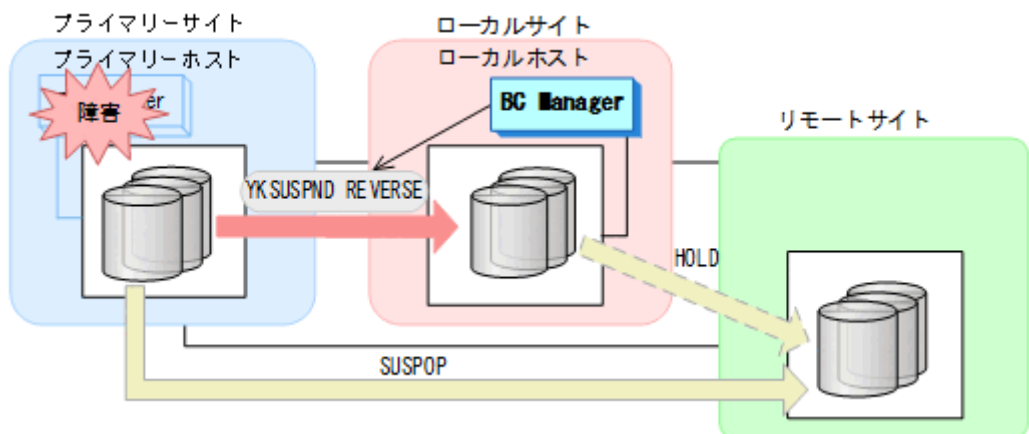 プライマリーサイト
ローカルサイト
プライマリーホスト
ローカルホスト
障害
BC Manager
リモートサイト
YKSUSPND REVERSE
HOLD
SUSPOP